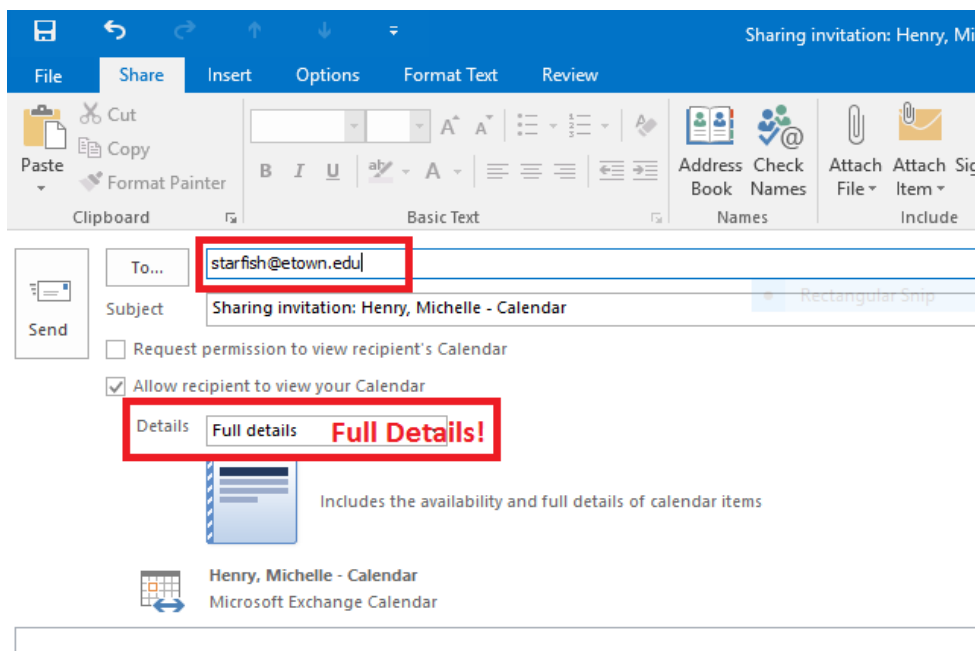 Sharing invitation: Henry, Mi
File Share Insert Options Format Text Review
Paste
Cut
Copy
Format Painter
Clipboard
B I U aby A
Basic Text
Address Book
Check Names
Names
Attach File
Attach Item
Sig
Include
Send
To... starfish@etown.edu
Subject Sharing invitation: Henry, Michelle - Calendar
Rectangular Snip
Request permission to view recipient's Calendar
Allow recipient to view your Calendar
Details Full details Full Details!
Includes the availability and full details of calendar items
Henry, Michelle - Calendar
Microsoft Exchange Calendar